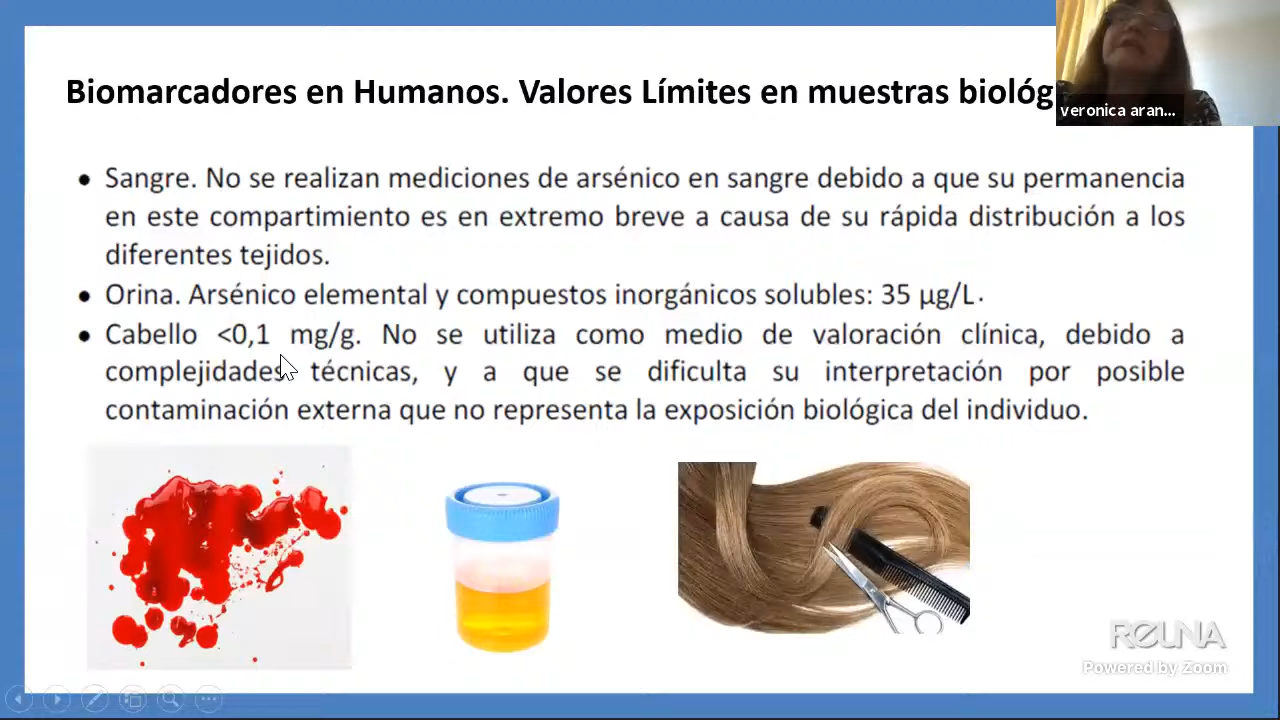 Biomarcadores en Humanos. Valores Límites en muestras biológ
veronica aran...
• Sangre. No se realizan mediciones de arsénico en sangre debido a que su permanencia
en este compartimiento es en extremo breve a causa de su rápida distribución a los
diferentes tejidos.
• Orina. Arsénico elemental y compuestos inorgánicos solubles: 35 µg/L.
• Cabello <0,1 mg/g. No se utiliza como medio de valoración clínica, debido a
complejidades técnicas, y a que se dificulta su interpretación por posible
contaminación externa que no representa la exposición biológica del individuo.
REUNA
Powered by Zoom